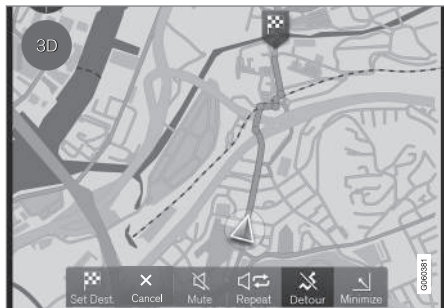 3D
Set Dest.
Cancel
Mute
Repeat
Detour
Minimize
G060381